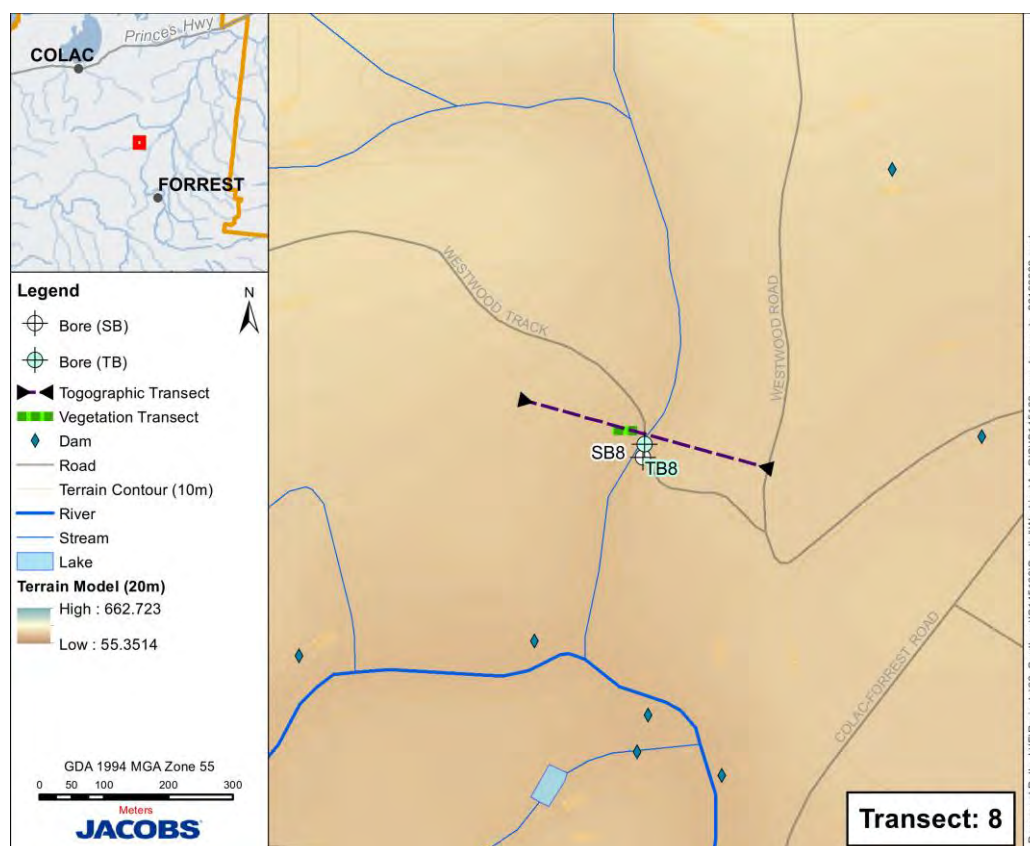 Princes Hwy
COLAC
FORREST
Legend
N
Bore (SB)
Bore (TB)
Togographic Transect
Vegetation Transect
Dam
Road
Terrain Contour (10m)
River
Stream
Lake
Terrain Model (20m)
High : 662.723
Low : 55.3514
GDA 1994 MGA Zone 55
0 50 100 200 300
Meters
JACOBS
WESTWOOD TRACK
WESTWOOD ROAD
SB8
TB8
COLAC-FORREST ROAD
Transect: 8